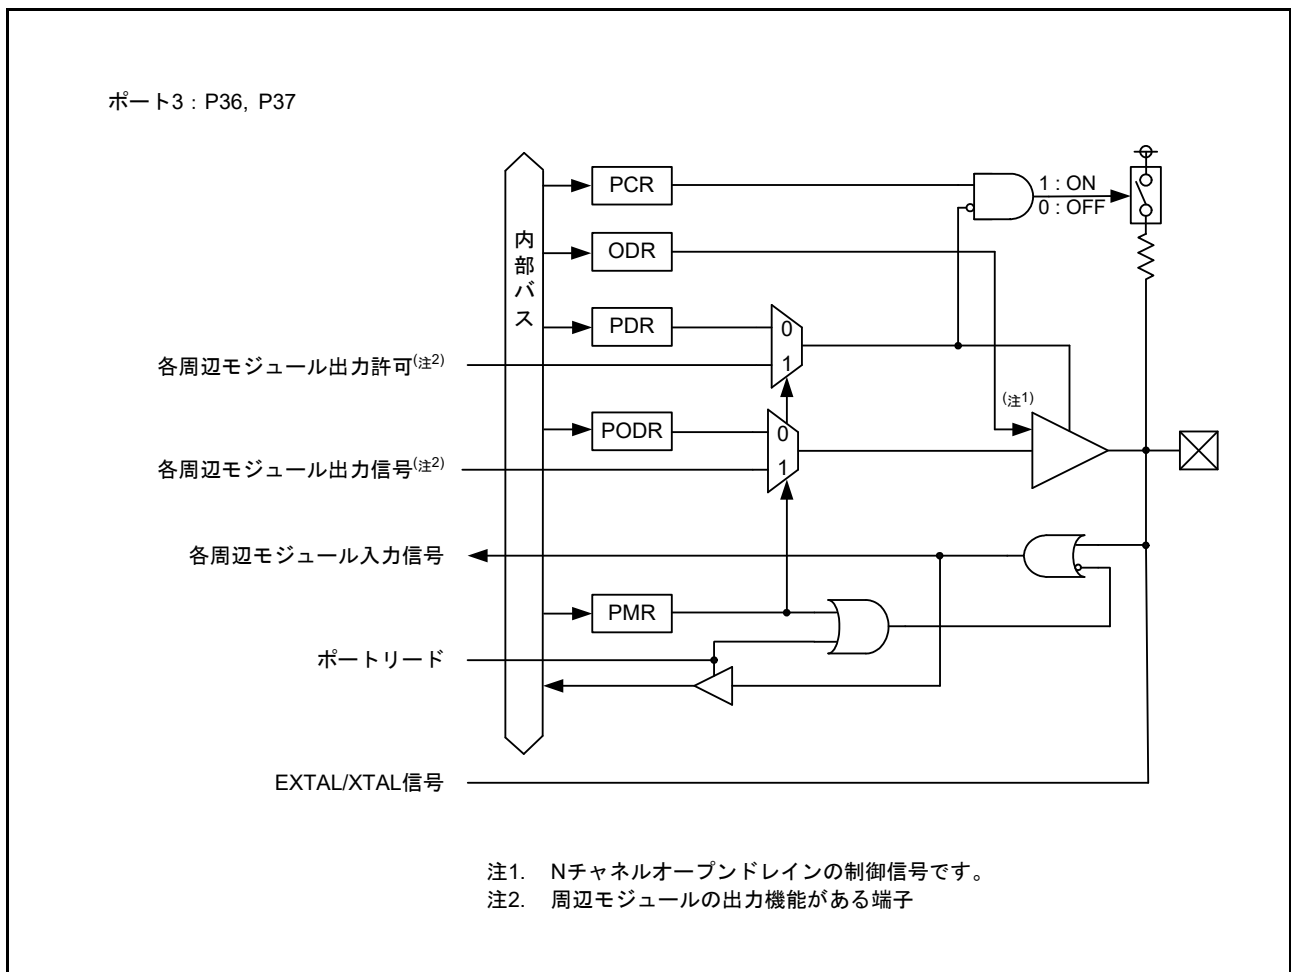 ポート3：P36, P37
PCR
1 : ON
0 : OFF
内部バス
ODR
PDR
0
1
各周辺モジュール出力許可(注2)
(注1)
PODR
0
1
各周辺モジュール出力信号(注2)
各周辺モジュール入力信号
PMR
ポートリード
EXTAL/XTAL信号
注1. Nチャネルオープンドレインの制御信号です。
注2. 周辺モジュールの出力機能がある端子